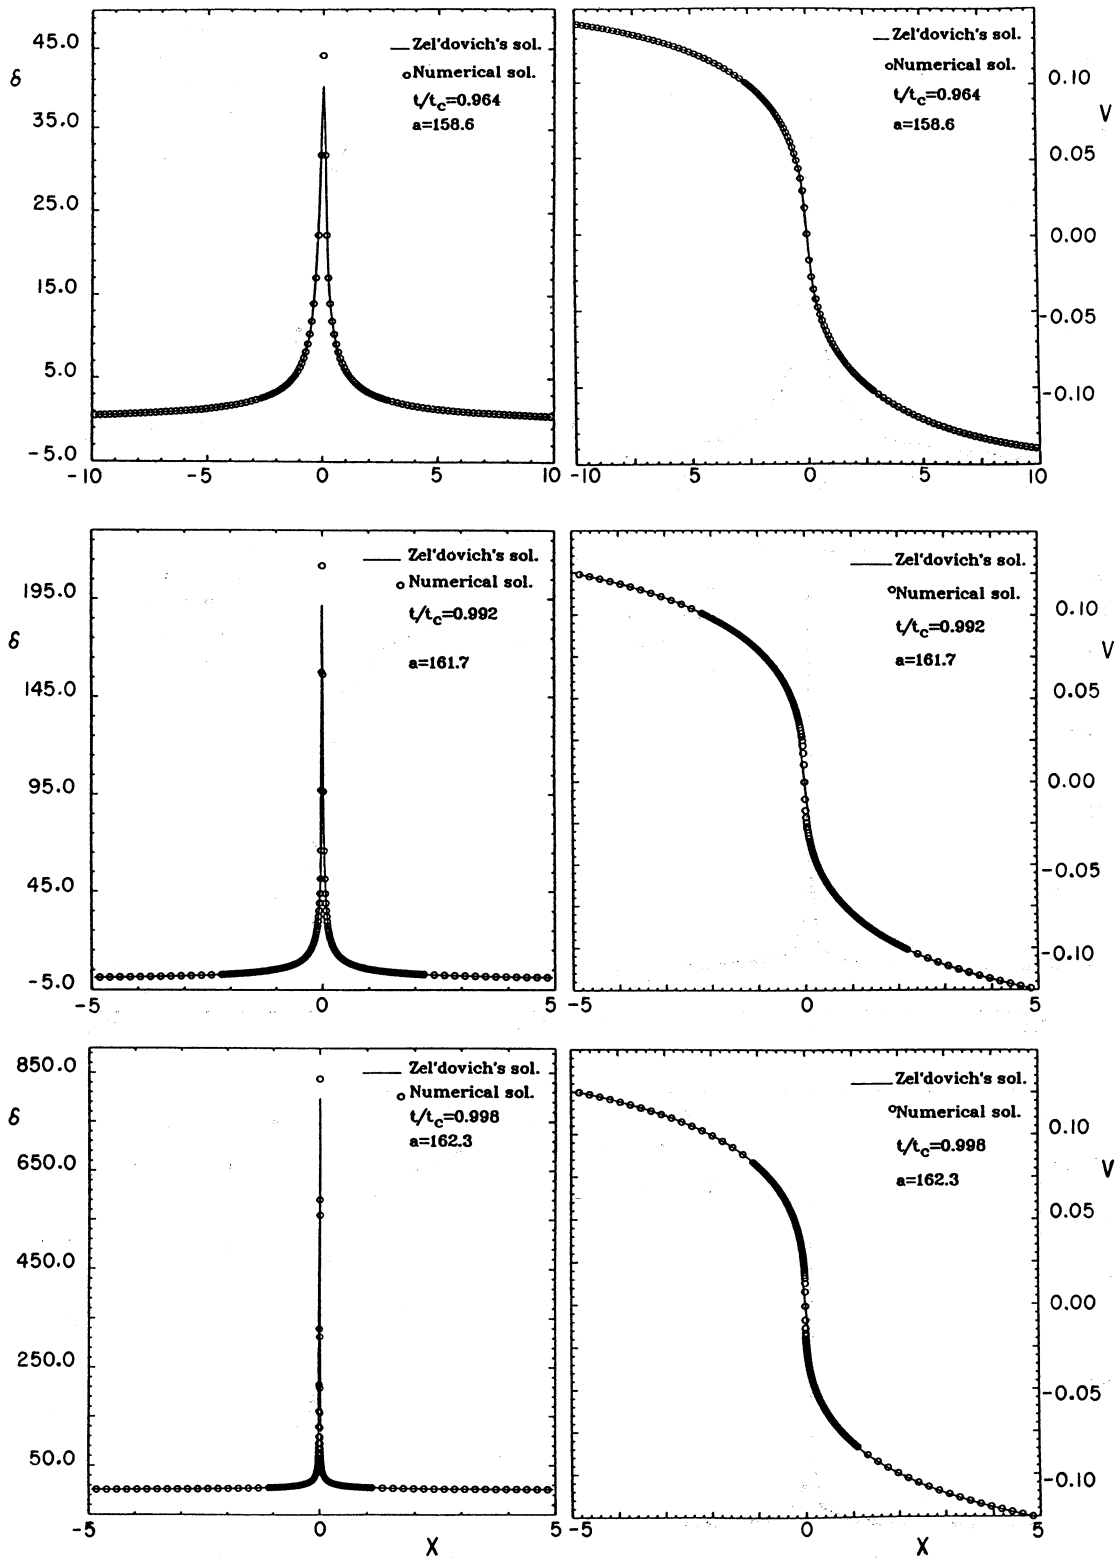 45.0
δ
35.0
25.0
15.0
5.0
-5.0
-10
-5
0
5
10
Zel'dovich's sol.
Numerical sol.
t/tc=0.964
a=158.6
Zel'dovich's sol.
Numerical sol.
t/tc=0.964
a=158.6
0.10
V
0.05
0.00
-0.05
-0.10
-10
-5
0
5
10
195.0
δ
145.0
95.0
45.0
-5.0
-5
0
5
Zel'dovich's sol.
Numerical sol.
t/tc=0.992
a=161.7
Zel'dovich's sol.
Numerical sol.
t/tc=0.992
a=161.7
0.10
V
0.05
0.00
-0.05
-0.10
-5
0
5
850.0
δ
650.0
450.0
250.0
50.0
-5
0
5
X
Zel'dovich's sol.
Numerical sol.
t/tc=0.998
a=162.3
Zel'dovich's sol.
Numerical sol.
t/tc=0.998
a=162.3
0.10
V
0.05
0.00
-0.05
-0.10
-5
0
5
X